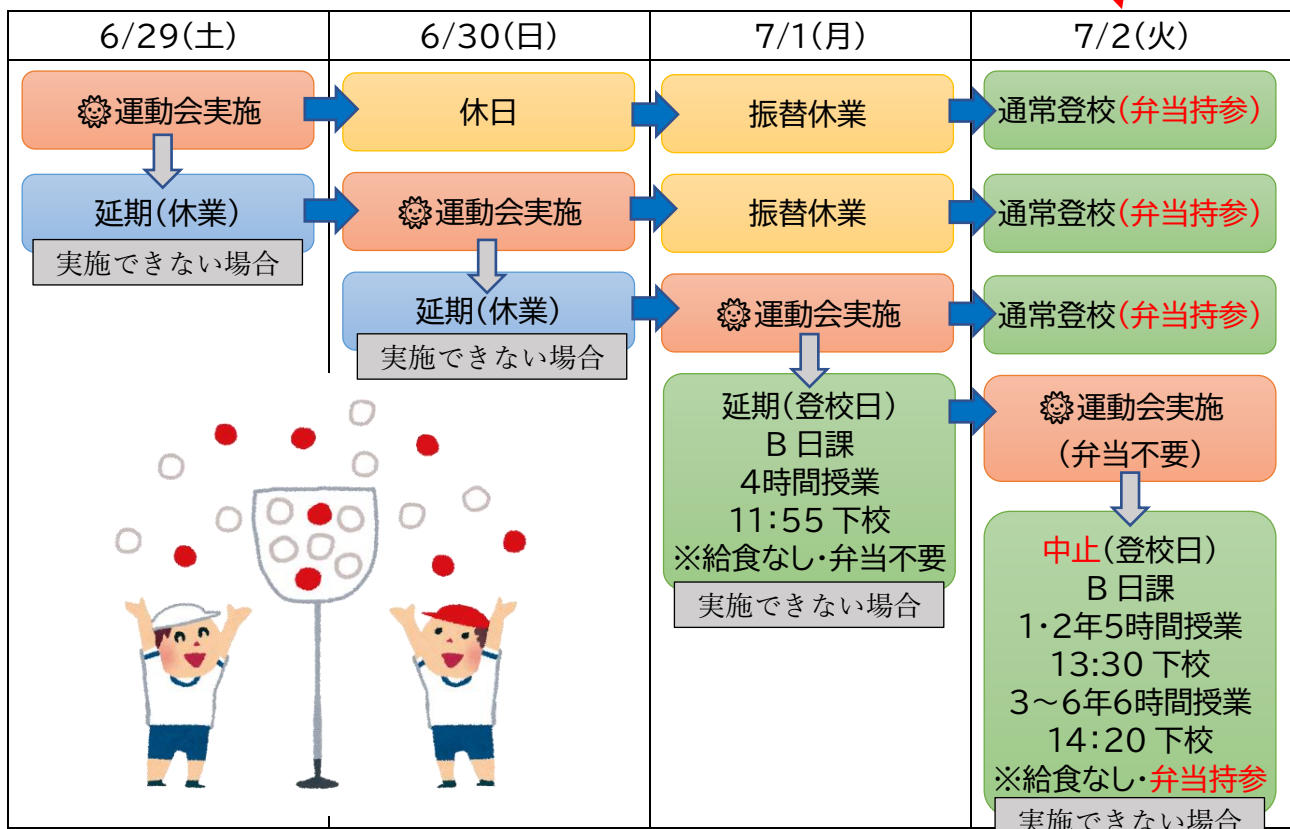 6/29(土) 6/30(日) 7/1(月) 7/2(火)
運動会実施 休日 振替休業 通常登校(弁当持参)
延期(休業) 運動会実施 振替休業 通常登校(弁当持参)
実施できない場合
延期(休業) 運動会実施 通常登校(弁当持参)
実施できない場合
延期(登校日)
B 日課
4時間授業
11:55 下校
※給食なし・弁当不要
実施できない場合
運動会実施
(弁当不要)
中止(登校日)
B 日課
1・2年5時間授業
13:30 下校
3~6年6時間授業
14:20 下校
※給食なし・弁当持参
実施できない場合